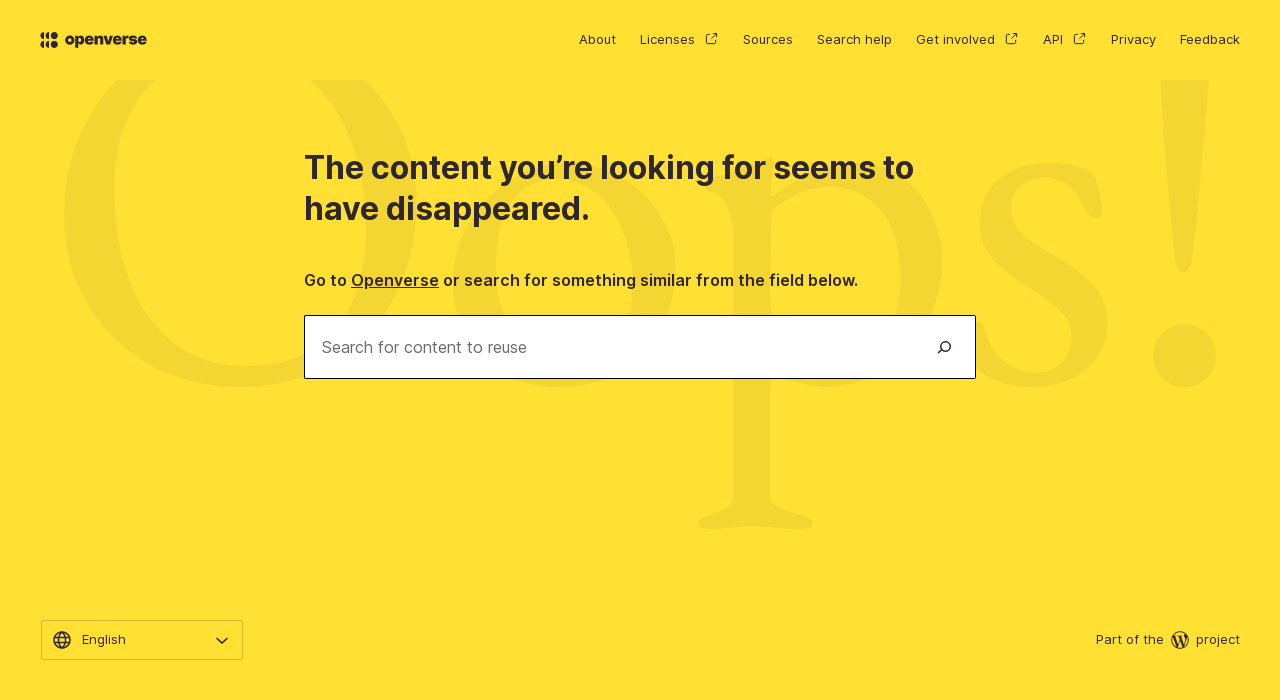 openverse
About Licenses Sources Search help Get involved API Privacy Feedback
Oops!
The content you’re looking for seems to
have disappeared.
Go to Openverse or search for something similar from the field below.
Search for content to reuse
English
Part of the project